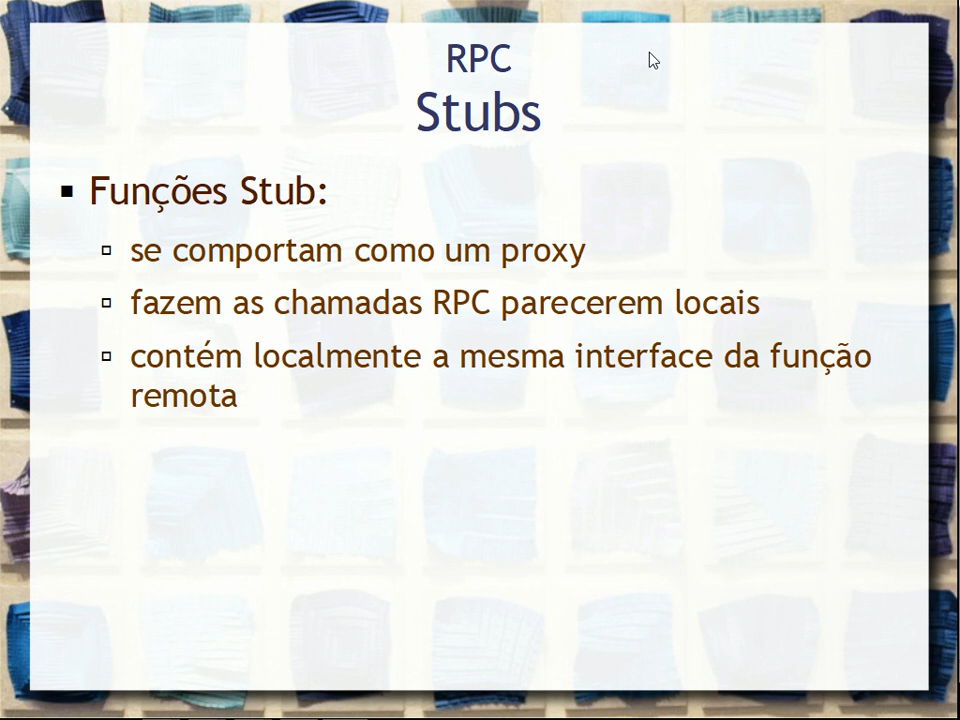 RPC
Stubs
Funções Stub:
se comportam como um proxy
fazem as chamadas RPC parecerem locais
contém localmente a mesma interface da função
remota